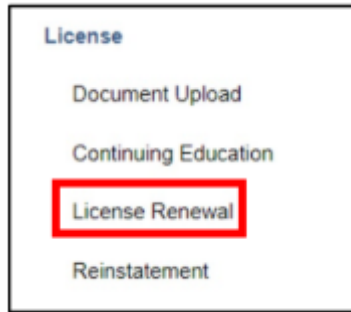 License
Document Upload
Continuing Education
License Renewal
Reinstatement